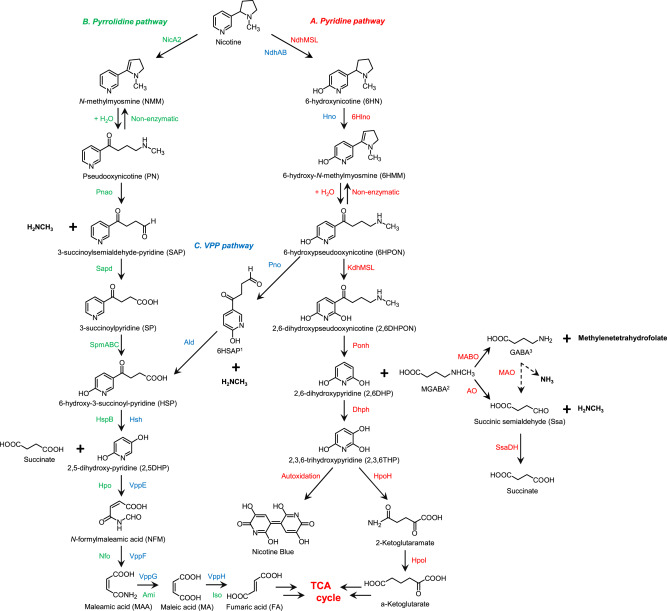 B. Pyrrolidine pathway
A. Pyridine pathway
NicA2
Nicotine
NdhMSL
NdhAB
N-methylmyosmine (NMM)
6-hydroxynicotine (6HN)
+ H2O
Non-enzymatic
Hno
6Hlno
Pseudooxynicotine (PN)
6-hydroxy-N-methylmyosmine (6HMM)
Pnao
+ H2O
Non-enzymatic
H2NCH3
+
3-succinoylsemialdehyde-pyridine (SAP)
C. VPP pathway
6-hydroxypseudooxynicotine (6HPON)
Sapd
Pno
KdhMSL
3-succinoylpyridine (SP)
2,6-dihydroxypseudooxynicotine (2,6DHPON)
SpmABC
Ald
6HSAP1
Ponh
+
H2NCH3
6-hydroxy-3-succinoyl-pyridine (HSP)
2,6-dihydroxypyridine (2,6DHP)
+
MGABA2
MABO
AO
GABA3
+
Methylenetetrahydrofolate
MAO
NH3
Succinic semialdehyde (Ssa)
+
H2NCH3
HspB
Hsh
Dhph
SsaDH
Succinate
+
2,5-dihydroxy-pyridine (2,5DHP)
2,3,6-trihydroxypyridine (2,3,6THP)
Succinate
Hpo
VppE
Autoxidation
HpoH
N-formylmaleamic acid (NFM)
Nicotine Blue
2-Ketoglutaramate
Nfo
VppF
HpoI
VppG
Ami
VppH
Iso
TCA
cycle
Maleamic acid (MAA)
Maleic acid (MA)
Fumaric acid (FA)
a-Ketoglutarate